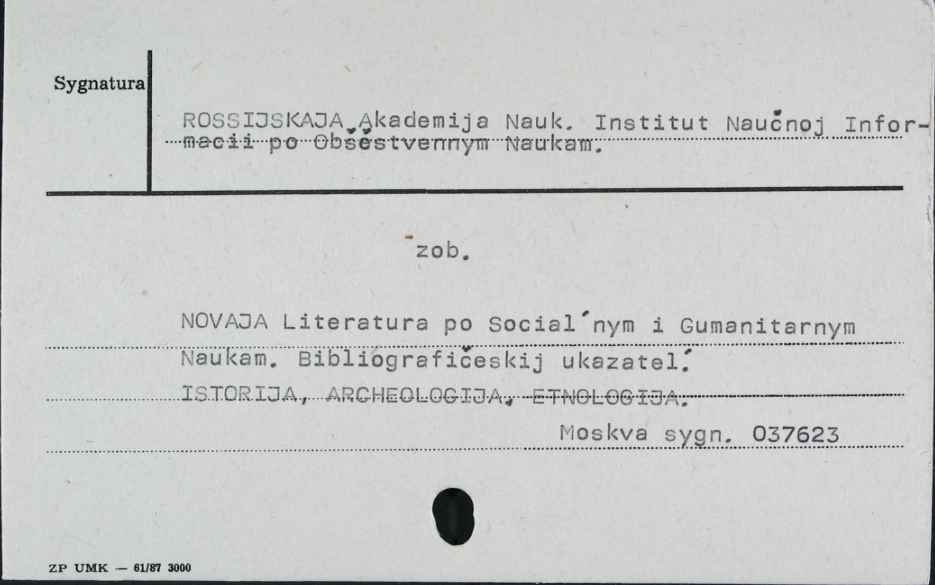 Sygnatura
ROSSIJSKAJA Akademija Nauk. Institut Naučnoj Infor-
macii po Obšěstvennym Naukam.
zob.
NOVAJA Literatura po Social´nym i Gumanitarnym
Naukam. Bibliografičeskij ukazatel´.
ISTORIJA, ARCHEOLOGIJA, ETNOLOGIJA.
Moskva sygn. 037623
ZP UMK — 61/87 3000